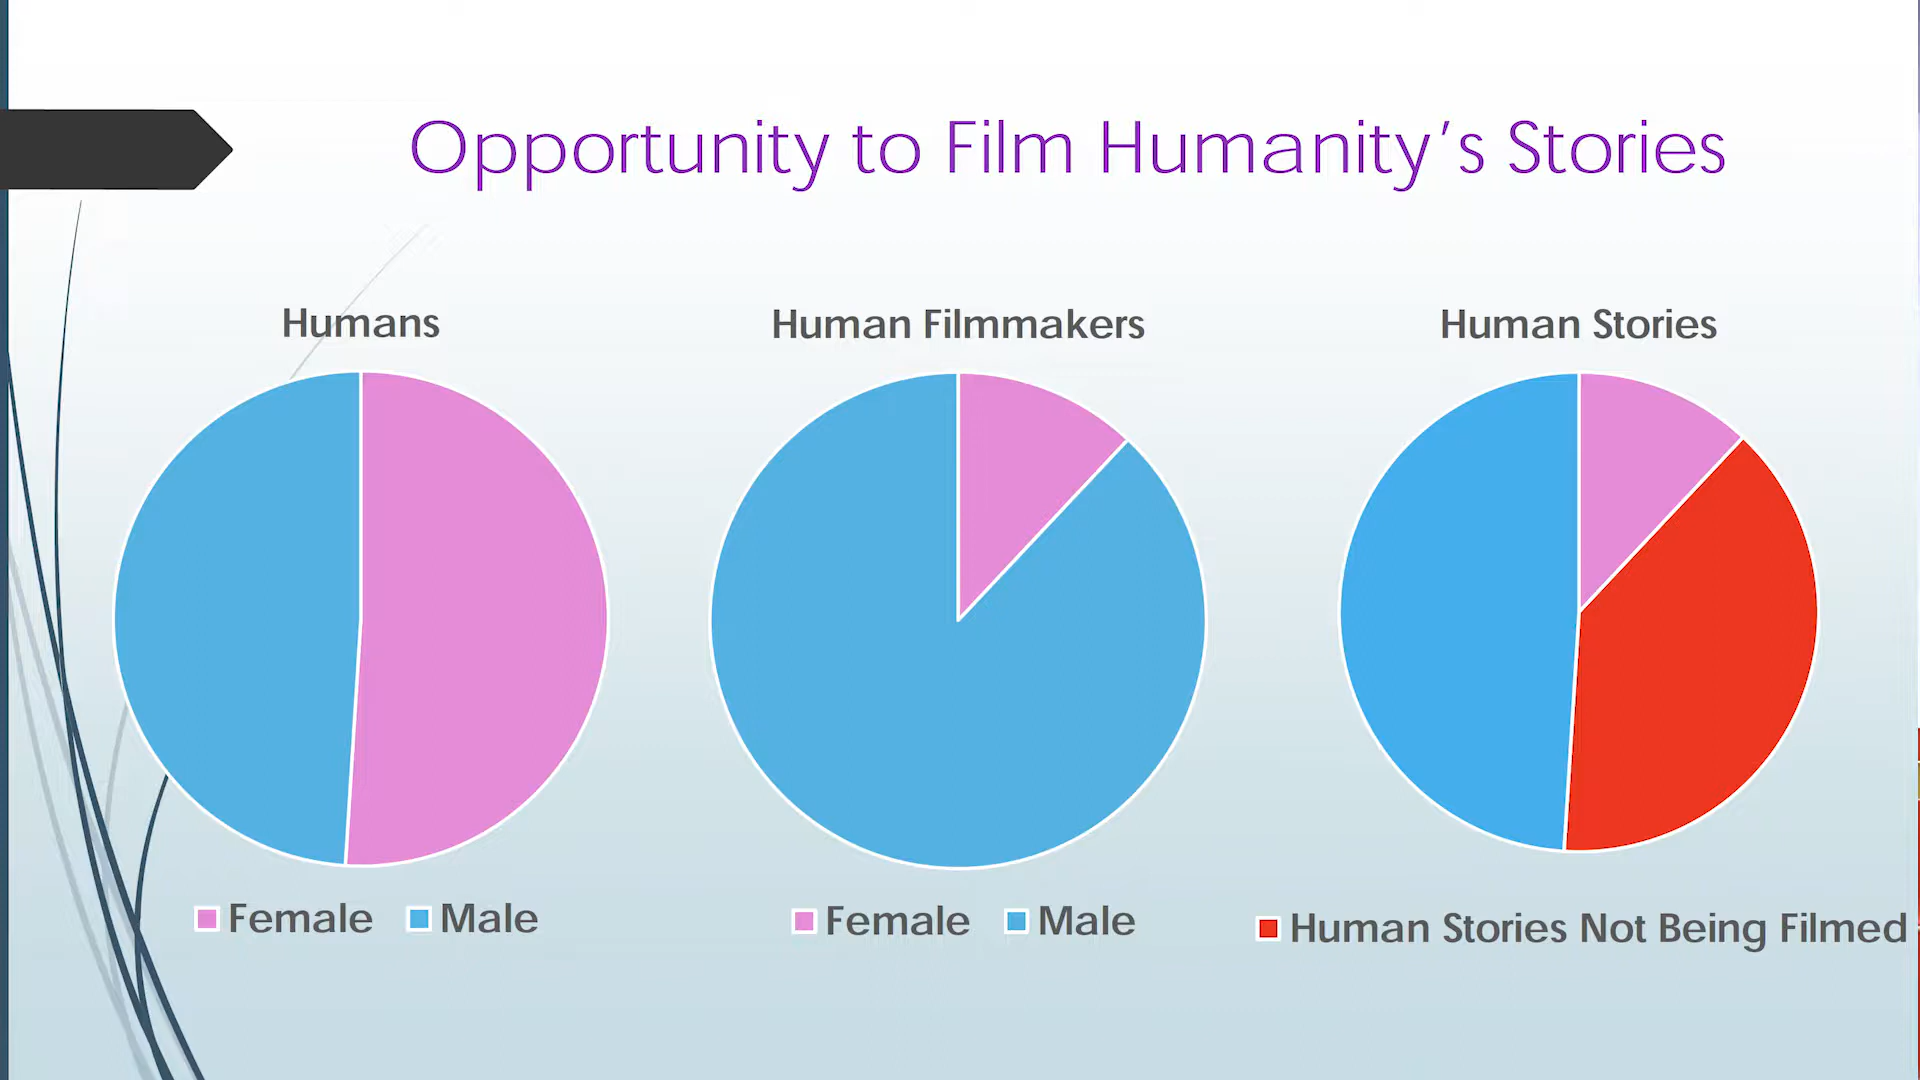 Opportunity to Film Humanity’s Stories
Humans
Human Filmmakers
Human Stories
Female Male
Female Male
Human Stories Not Being Filmed